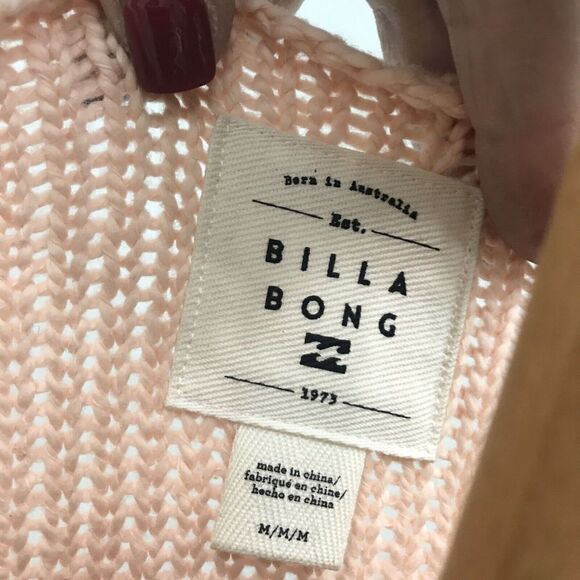 Born in Australia
Est.
BILLA
BONG
1973
made in china/
fabriqué en chine/
hecho en china
M/M/M